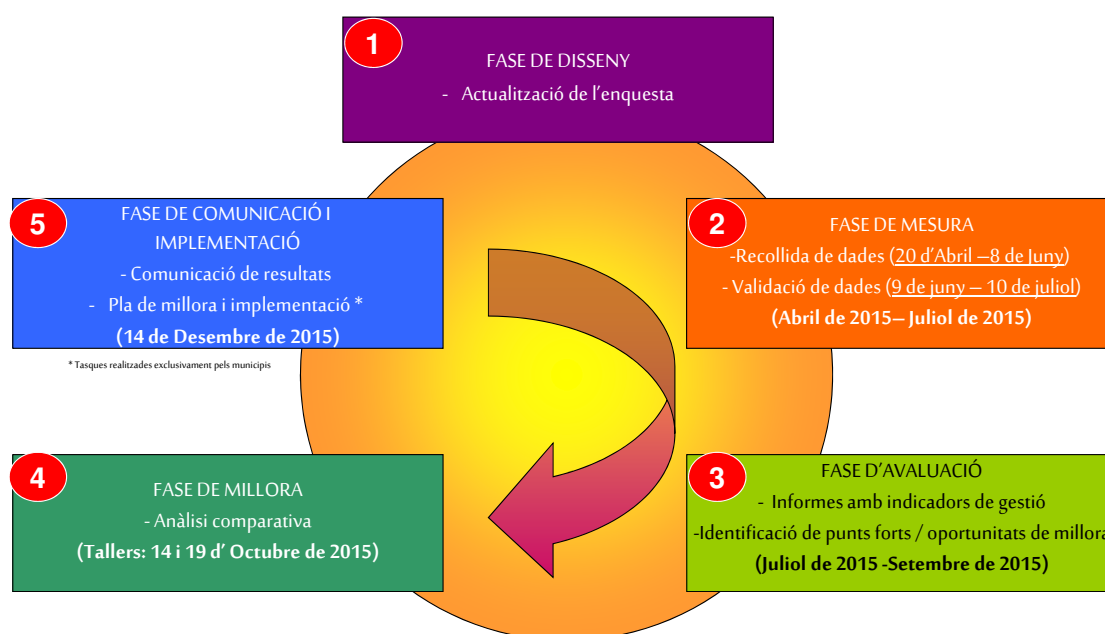 1
FASE DE DISSENY
- Actualització de l'enquesta
2
FASE DE MESURA
-Recollida de dades (20 d'Abril –8 de Juny)
- Validació de dades (9 de juny – 10 de juliol)
(Abril de 2015– Juliol de 2015)
3
FASE D'AVALUACIÓ
- Informes amb indicadors de gestió
-Identificació de punts forts / oportunitats de millora
(Juliol de 2015 -Setembre de 2015)
4
FASE DE MILLORA
- Anàlisi comparativa
(Tallers: 14 i 19 d' Octubre de 2015)
5
FASE DE COMUNICACIÓ I
IMPLEMENTACIÓ
- Comunicació de resultats
- Pla de millora i implementació *
(14 de Desembre de 2015)
* Tasques realitzades exclusivament pels municipis